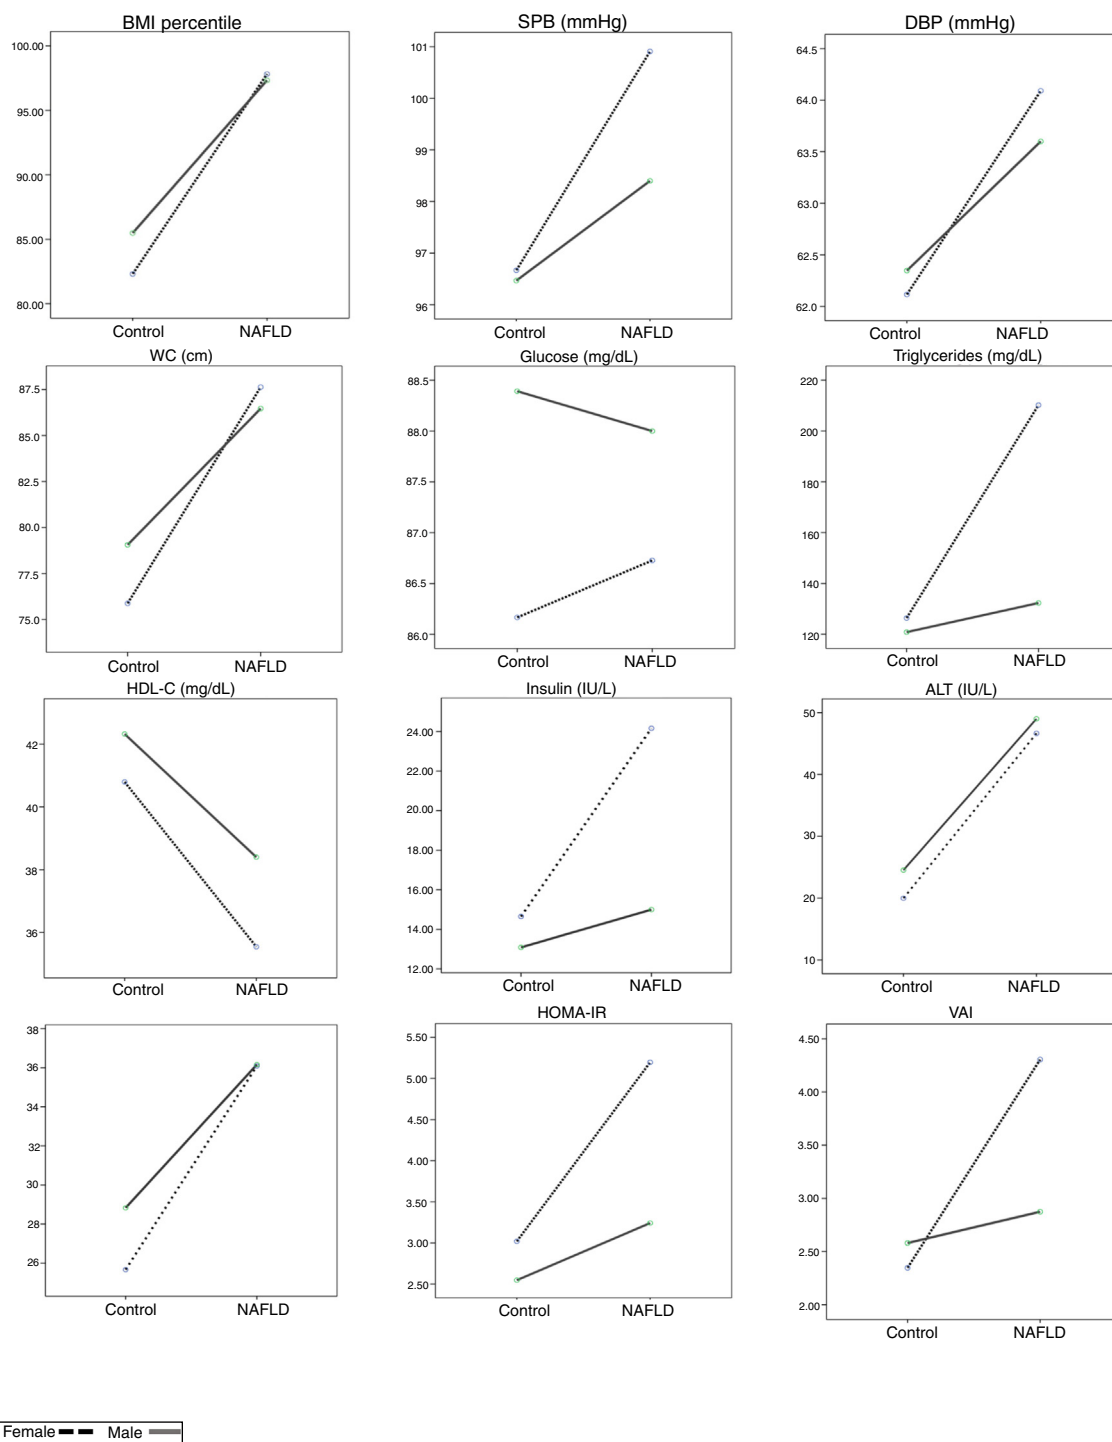 BMI percentile
100.00
95.00
90.00
85.00
80.00
Control NAFLD
SPB (mmHg)
101
100
99
98
97
96
Control NAFLD
DBP (mmHg)
64.5
64.0
63.5
63.0
62.5
62.0
Control NAFLD
WC (cm)
87.5
85.0
82.5
80.0
77.5
75.0
Control NAFLD
Glucose (mg/dL)
88.5
88.0
87.5
87.0
86.5
86.0
Control NAFLD
Triglycerides (mg/dL)
220
200
180
160
140
120
Control NAFLD
HDL-C (mg/dL)
42
40
38
36
Control NAFLD
Insulin (IU/L)
24.00
22.00
20.00
18.00
16.00
14.00
12.00
Control NAFLD
ALT (IU/L)
50
40
30
20
10
Control NAFLD
38
36
34
32
30
28
26
Control NAFLD
HOMA-IR
5.50
5.00
4.50
4.00
3.50
3.00
2.50
Control NAFLD
VAI
4.50
4.00
3.50
3.00
2.50
2.00
Control NAFLD
Female Male